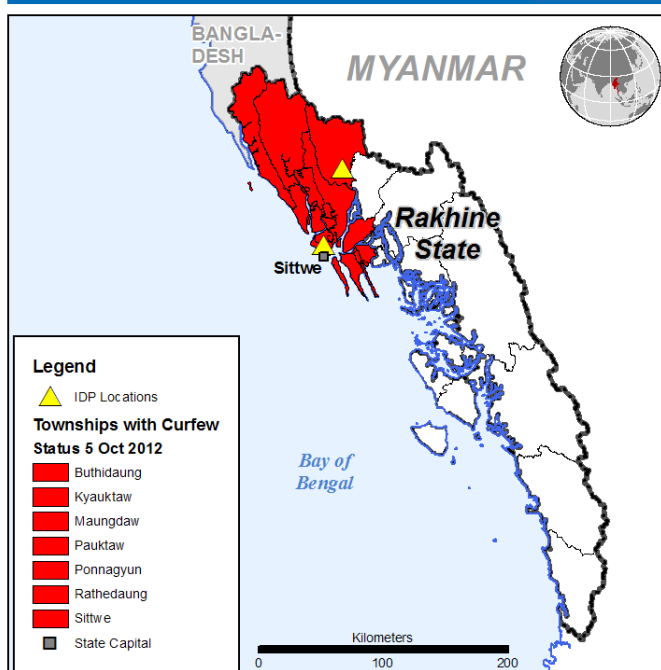 BANGLA-
DESH
MYANMAR
Rakhine
State
Sittwe
Legend
IDP Locations
Townships with Curfew
Status 5 Oct 2012
Buthidaung
Kyauktaw
Maungdaw
Pauktaw
Ponnagyun
Rathedaung
Sittwe
State Capital
Bay of
Bengal
Kilometers
0 100 200